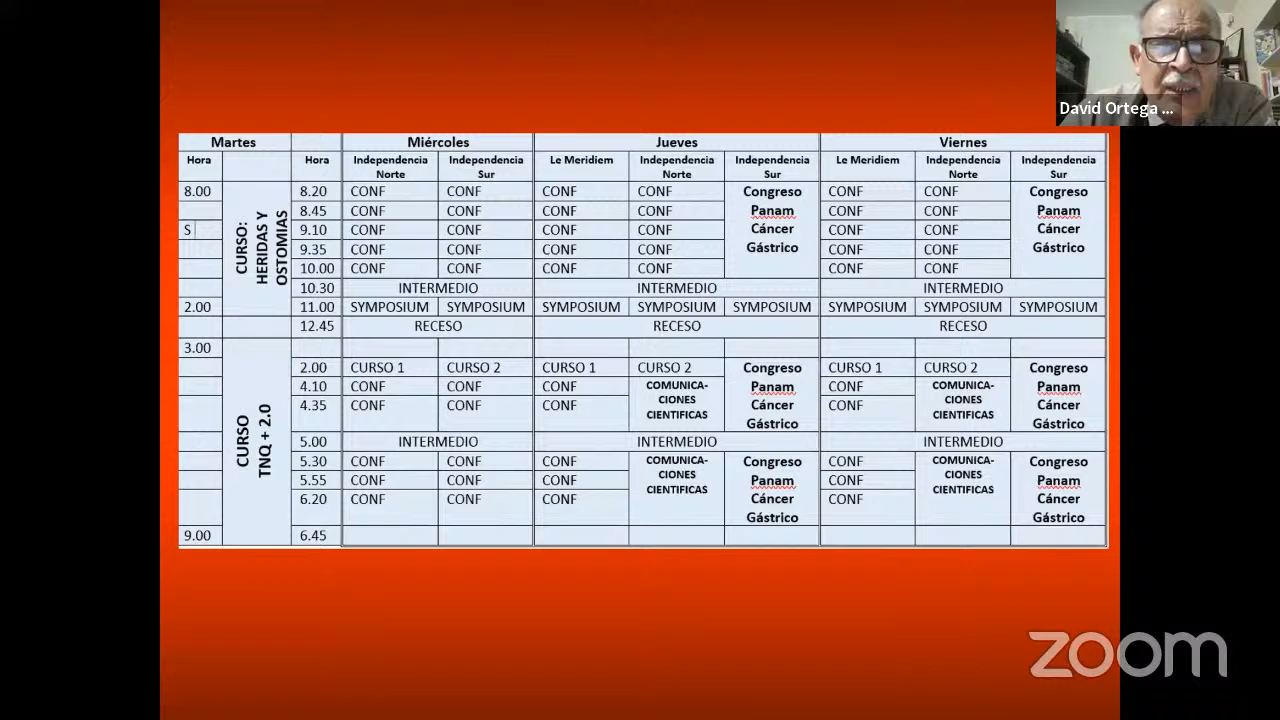 David Ortega ...
Martes Miércoles Jueves Viernes
Hora Hora Independencia Norte Independencia Sur Le Meridiem Independencia Norte Independencia Sur Le Meridiem Independencia Norte Independencia Sur
8.00 CURSO: HERIDAS Y OSTOMIAS 8.20 CONF CONF CONF CONF Congreso CONF CONF Congreso
8.45 CONF CONF CONF CONF Panam CONF CONF Panam
S 9.10 CONF CONF CONF CONF Cáncer CONF CONF Cáncer
9.35 CONF CONF CONF CONF Gástrico CONF CONF Gástrico
10.00 CONF CONF CONF CONF CONF CONF
10.30 INTERMEDIO INTERMEDIO INTERMEDIO
2.00 11.00 SYMPOSIUM SYMPOSIUM SYMPOSIUM SYMPOSIUM SYMPOSIUM SYMPOSIUM SYMPOSIUM SYMPOSIUM
12.45 RECESO RECESO RECESO
3.00
CURSO TNQ + 2.0 2.00 CURSO 1 CURSO 2 CURSO 1 CURSO 2 Congreso CURSO 1 CURSO 2 Congreso
4.10 CONF CONF CONF COMUNICA- Panam CONF COMUNICA- Panam
CIONES CIONES
4.35 CONF CONF CONF CIENTIFICAS Cáncer CONF CIENTIFICAS Cáncer
Gástrico Gástrico
5.00 INTERMEDIO INTERMEDIO INTERMEDIO
5.30 CONF CONF CONF COMUNICA- Congreso CONF COMUNICA- Congreso
5.55 CONF CONF CONF CIONES Panam CONF CIONES Panam
6.20 CONF CONF CONF CIENTIFICAS Cáncer CONF CIENTIFICAS Cáncer
Gástrico Gástrico
9.00 6.45
zoom